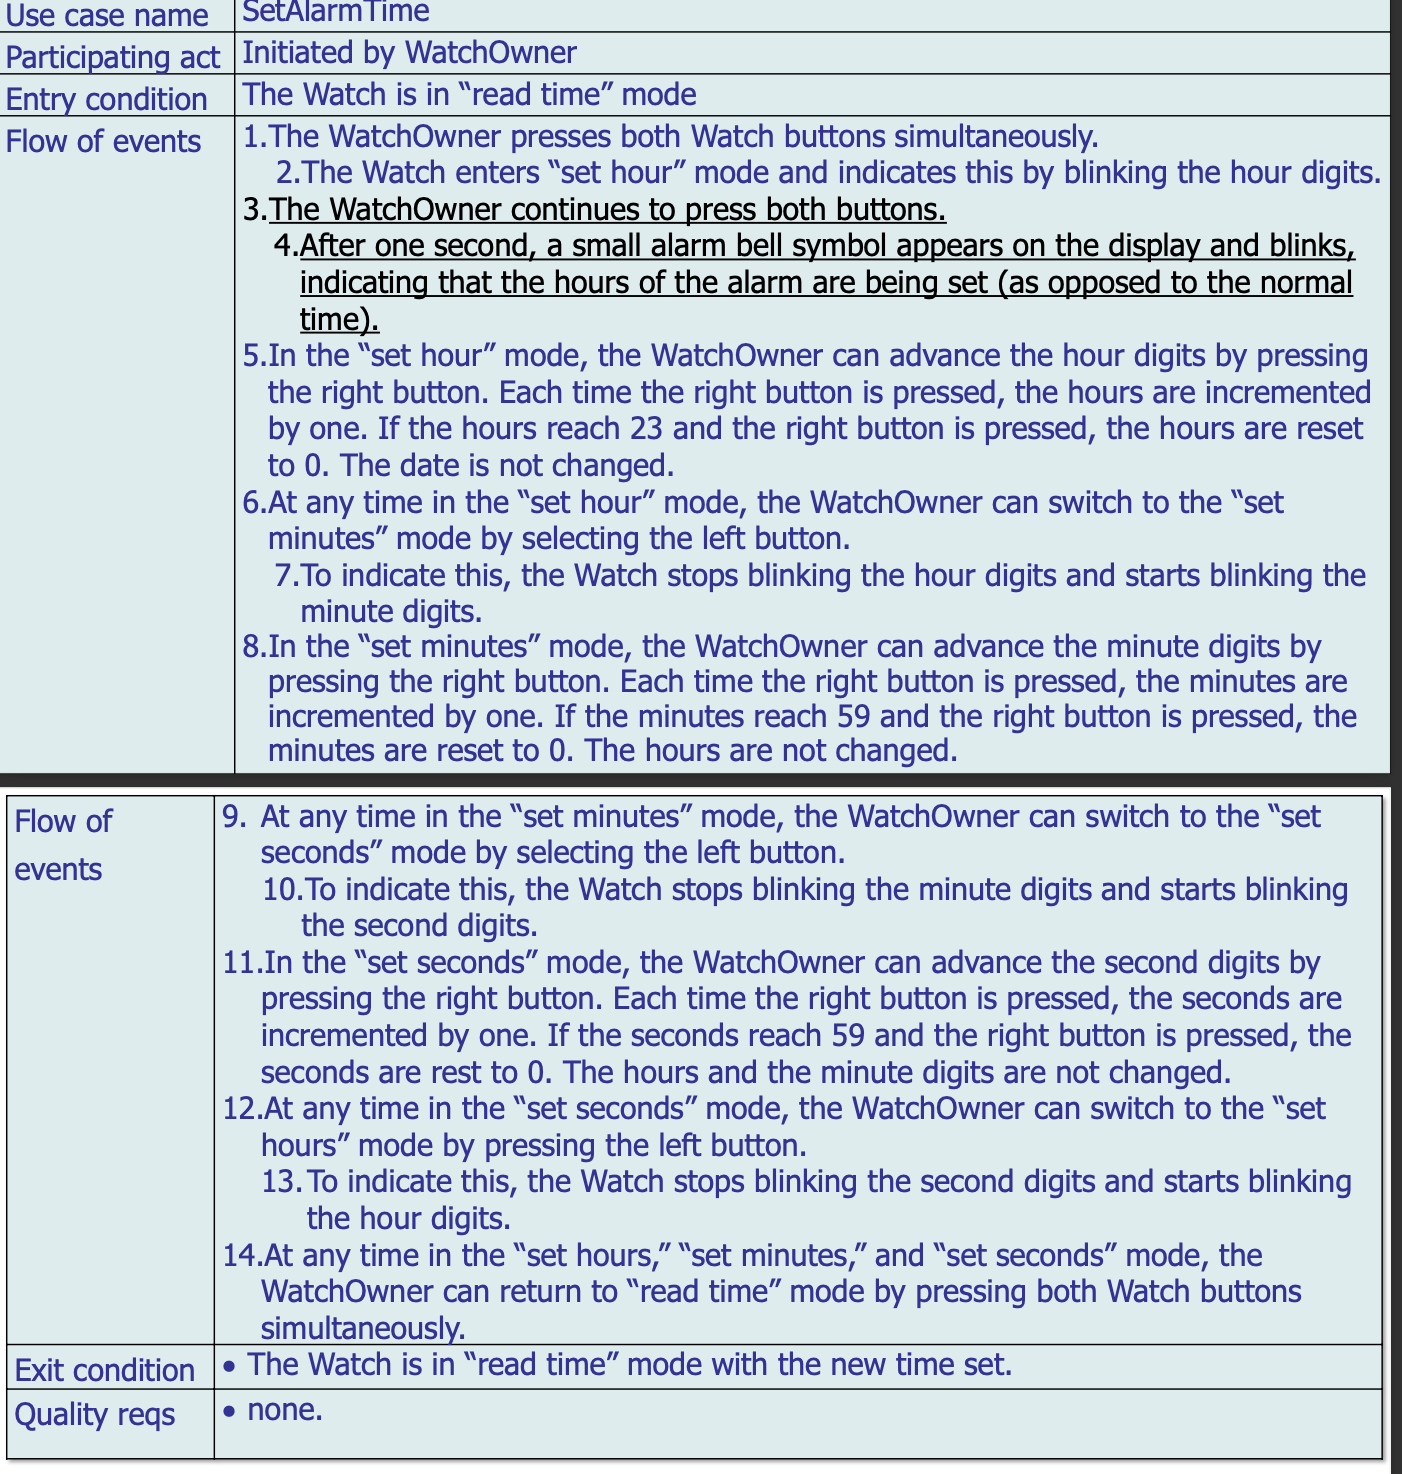 Use case name
SetAlarmTime
Participating act
Initiated by WatchOwner
Entry condition
The Watch is in “read time” mode
Flow of events
1.The WatchOwner presses both Watch buttons simultaneously.
2.The Watch enters “set hour” mode and indicates this by blinking the hour digits.
3.The WatchOwner continues to press both buttons.
4.After one second, a small alarm bell symbol appears on the display and blinks,
indicating that the hours of the alarm are being set (as opposed to the normal
time).
5.In the “set hour” mode, the WatchOwner can advance the hour digits by pressing
the right button. Each time the right button is pressed, the hours are incremented
by one. If the hours reach 23 and the right button is pressed, the hours are reset
to 0. The date is not changed.
6.At any time in the “set hour” mode, the WatchOwner can switch to the “set
minutes” mode by selecting the left button.
7.To indicate this, the Watch stops blinking the hour digits and starts blinking the
minute digits.
8.In the “set minutes” mode, the WatchOwner can advance the minute digits by
pressing the right button. Each time the right button is pressed, the minutes are
incremented by one. If the minutes reach 59 and the right button is pressed, the
minutes are reset to 0. The hours are not changed.
Flow of
events
9. At any time in the “set minutes” mode, the WatchOwner can switch to the “set
seconds” mode by selecting the left button.
10.To indicate this, the Watch stops blinking the minute digits and starts blinking
the second digits.
11.In the “set seconds” mode, the WatchOwner can advance the second digits by
pressing the right button. Each time the right button is pressed, the seconds are
incremented by one. If the seconds reach 59 and the right button is pressed, the
seconds are rest to 0. The hours and the minute digits are not changed.
12.At any time in the “set seconds” mode, the WatchOwner can switch to the “set
hours” mode by pressing the left button.
13. To indicate this, the Watch stops blinking the second digits and starts blinking
the hour digits.
14.At any time in the “set hours,” “set minutes,” and “set seconds” mode, the
WatchOwner can return to “read time” mode by pressing both Watch buttons
simultaneously.
Exit condition
• The Watch is in “read time” mode with the new time set.
Quality reqs
• none.